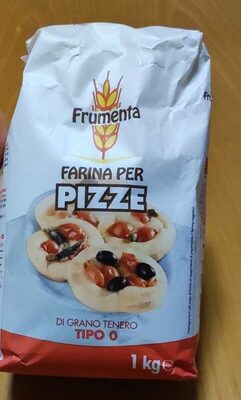 Frumenta
FARINA PER
PIZZE
DI GRANO TENERO
TIPO 0
1 kg e